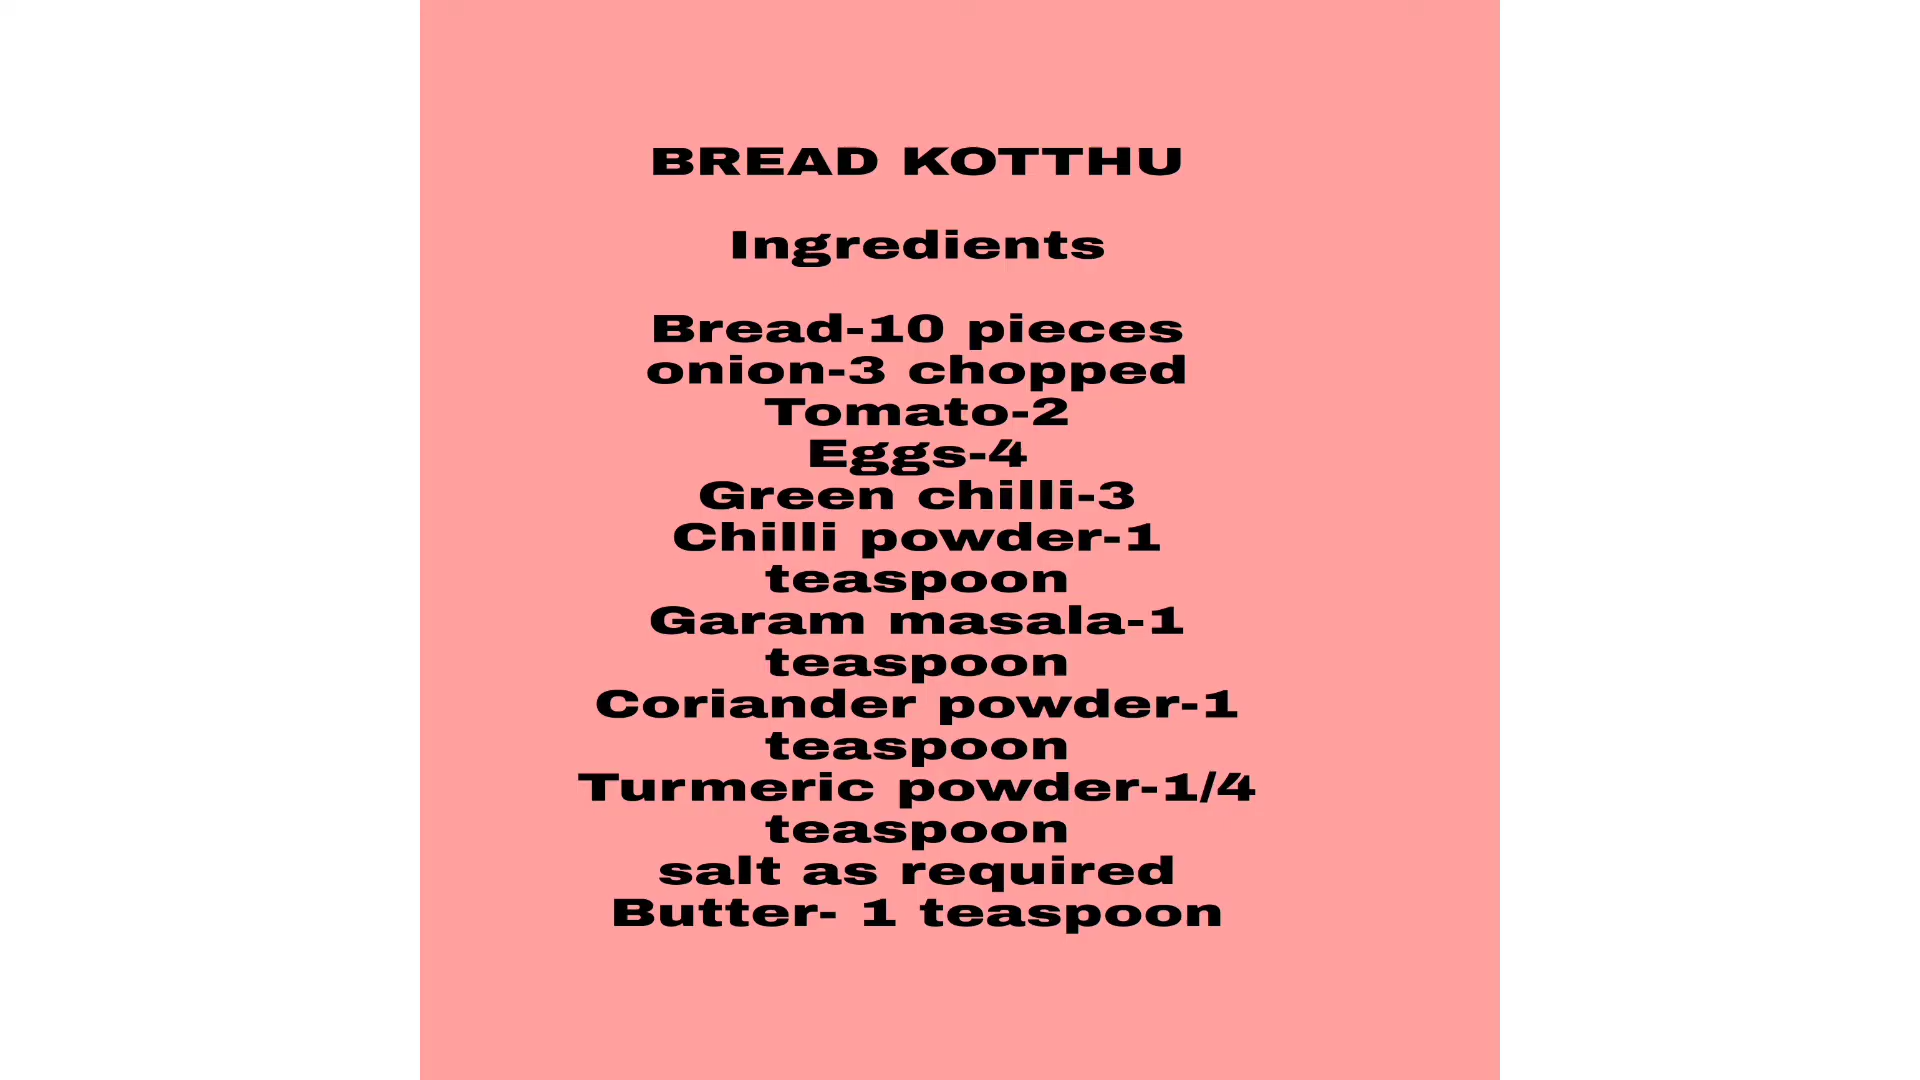 BREAD KOTTHU
Ingredients
Bread-10 pieces
onion-3 chopped
Tomato-2
Eggs-4
Green chilli-3
Chilli powder-1
teaspoon
Garam masala-1
teaspoon
Coriander powder-1
teaspoon
Turmeric powder-1/4
teaspoon
salt as required
Butter- 1 teaspoon